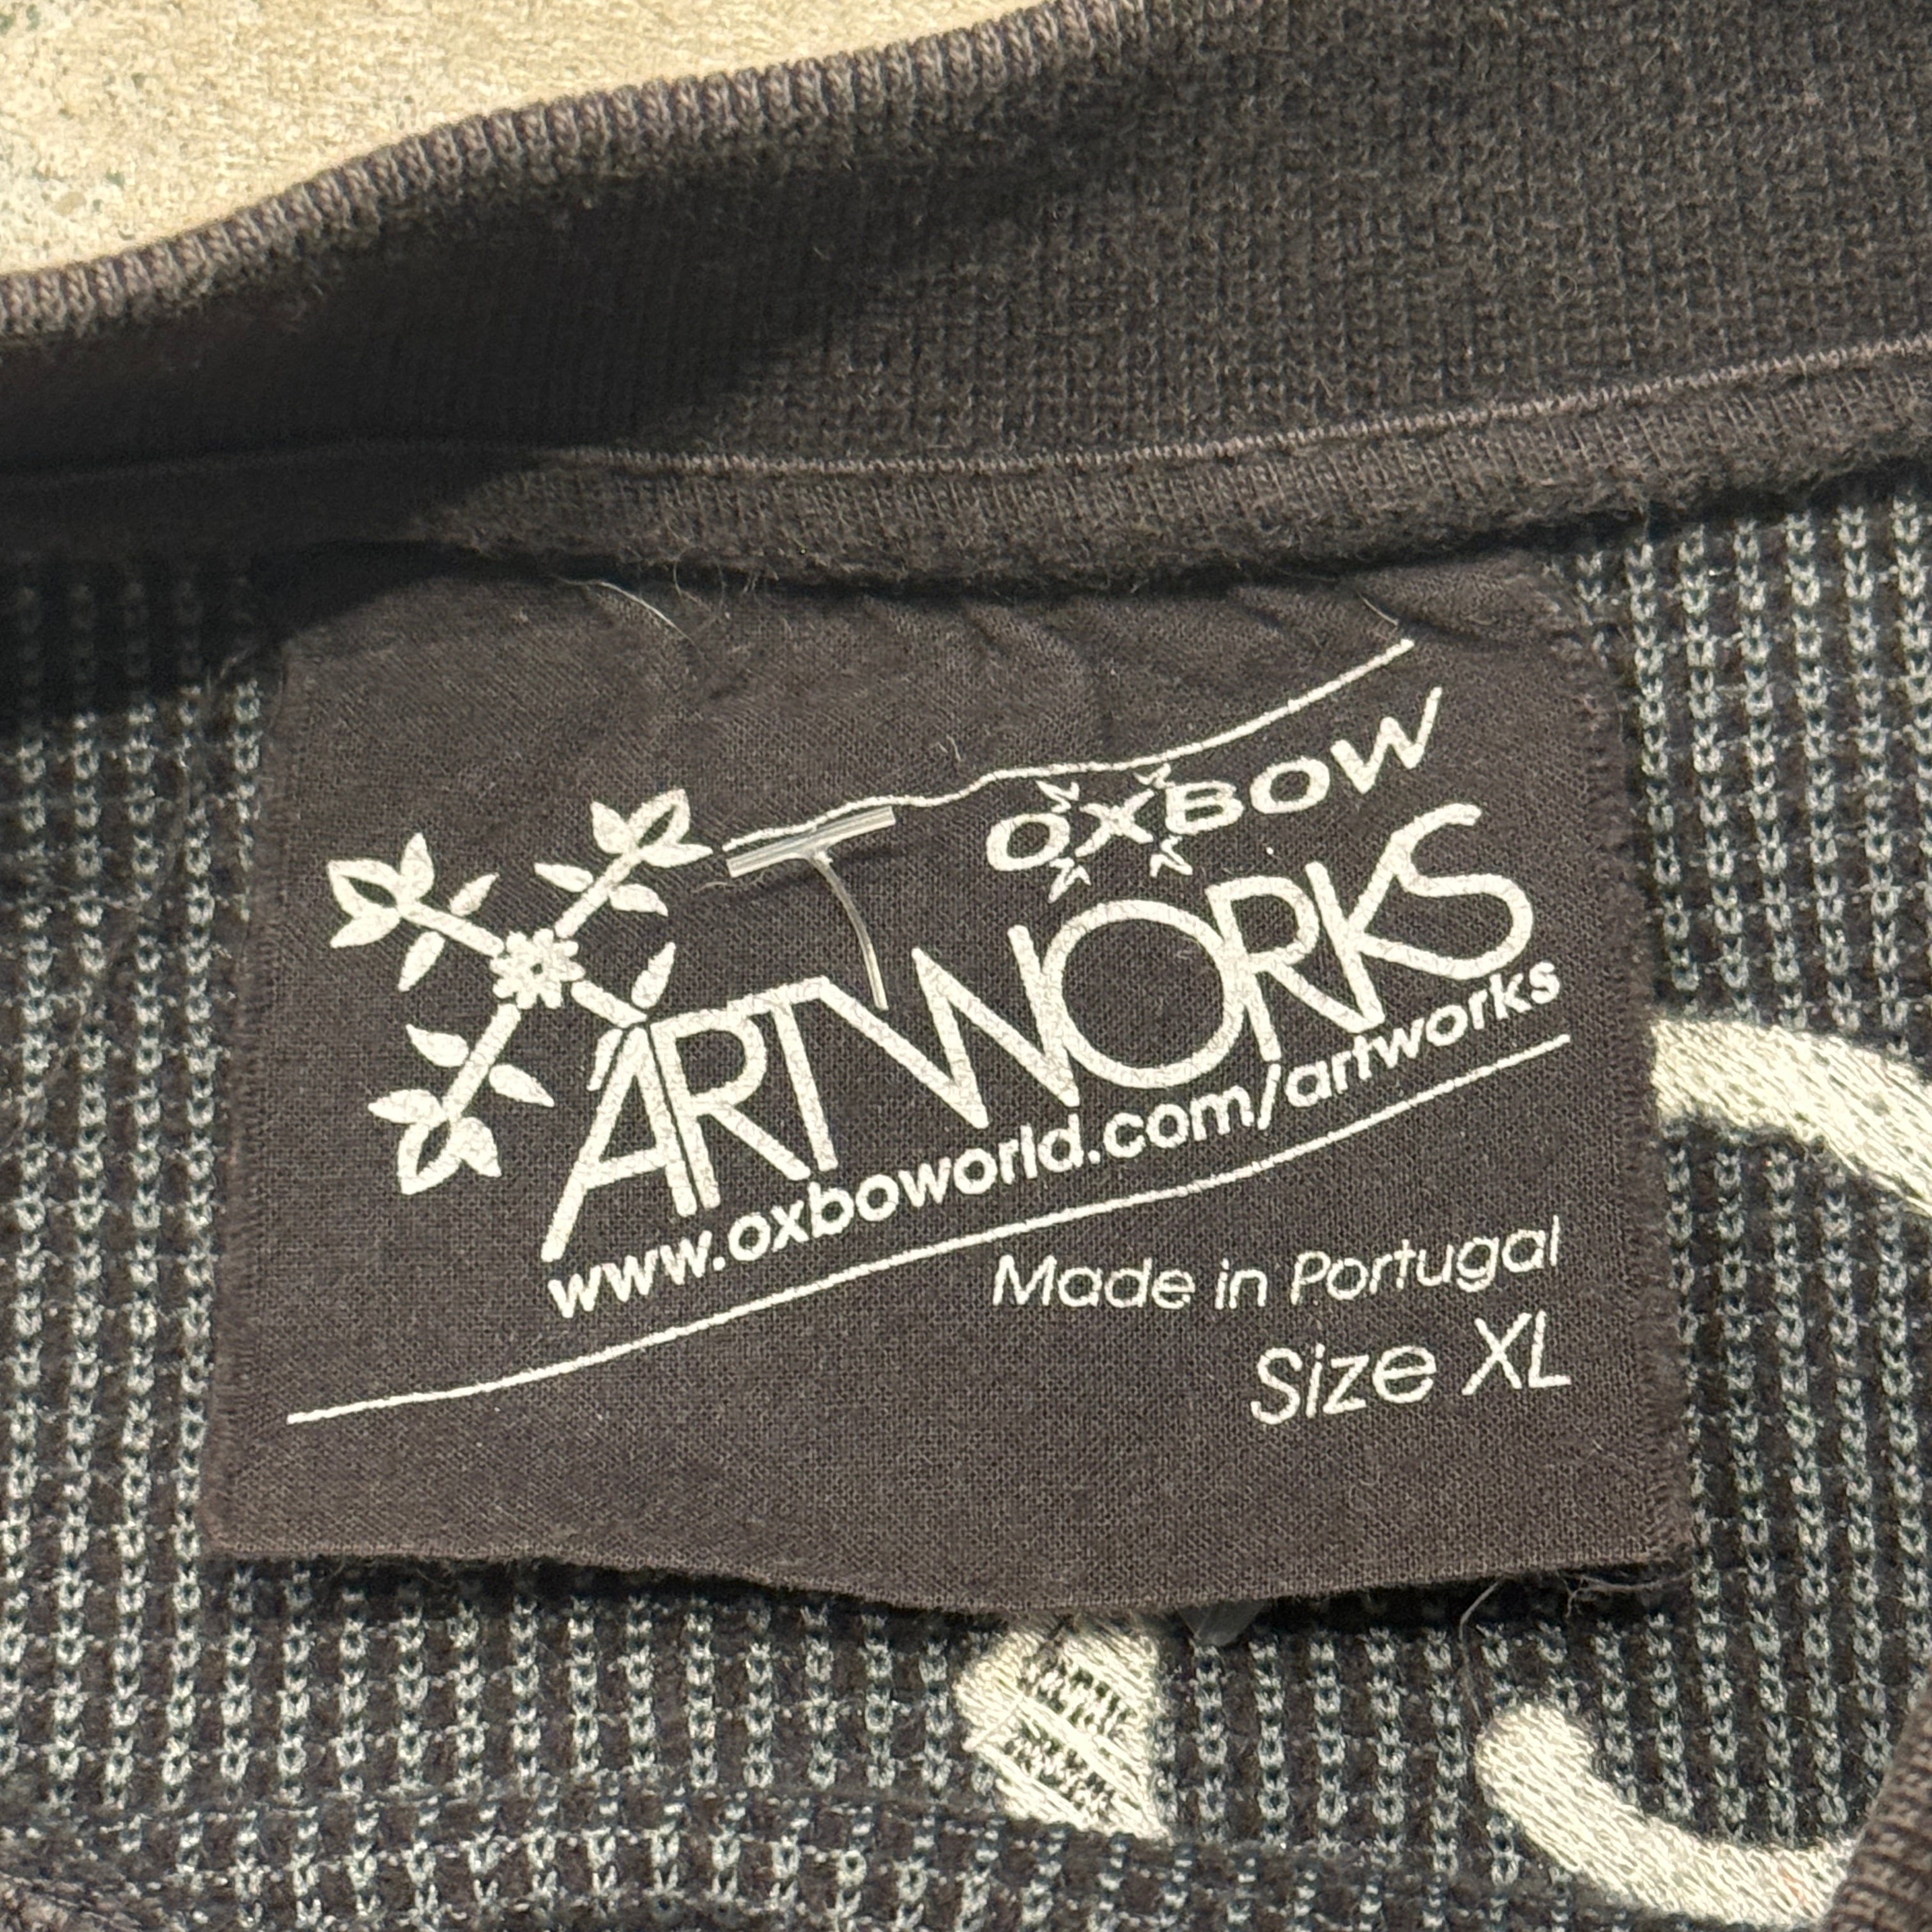 OXBOW
ARTWORKS
www.oxboworld.com/artworks
Made in Portugal
Size XL